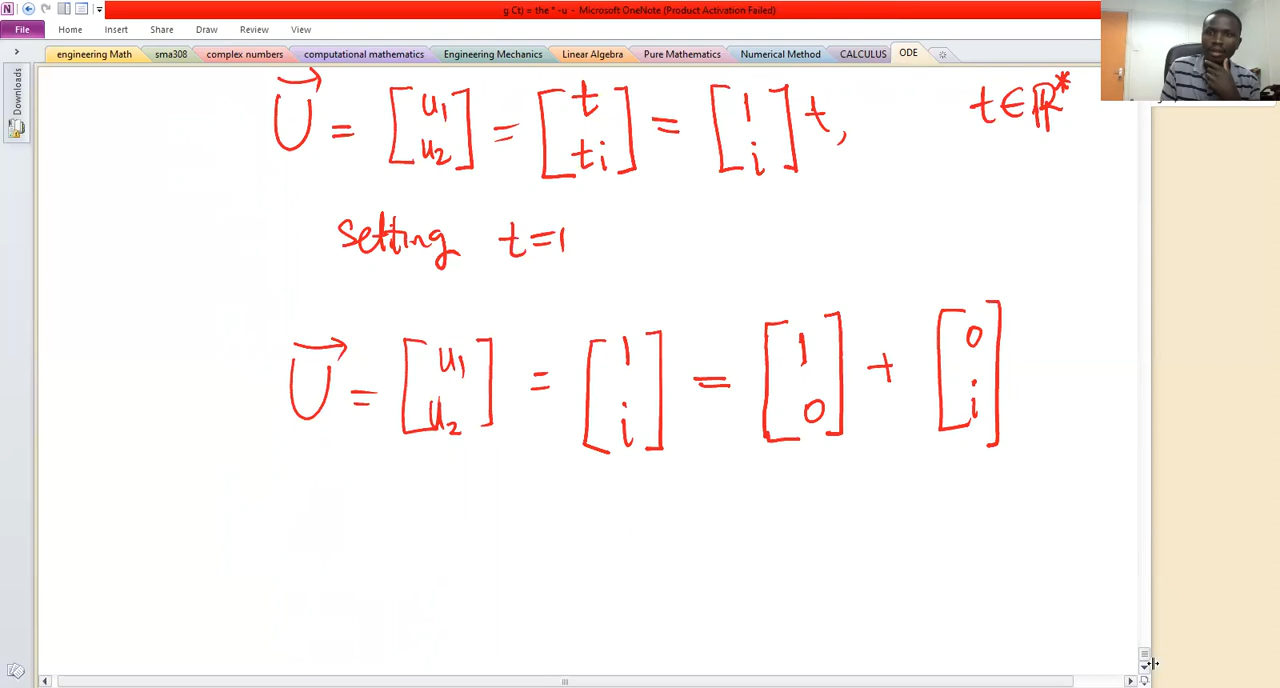 g Ct) = the * -u - Microsoft OneNote (Product Activation Failed)
File Home Insert Share Draw Review View
engineering Math sma308 complex numbers computational mathematics Engineering Mechanics Linear Algebra Pure Mathematics Numerical Method CALCULUS ODE
Downloads
U⃗ = [u₁ u₂] = [t ti] = [1 i] t, t ∈ ℝ*
Setting t=1
U⃗ = [u₁ u₂] = [1 i] = [1 0] + [0 i]